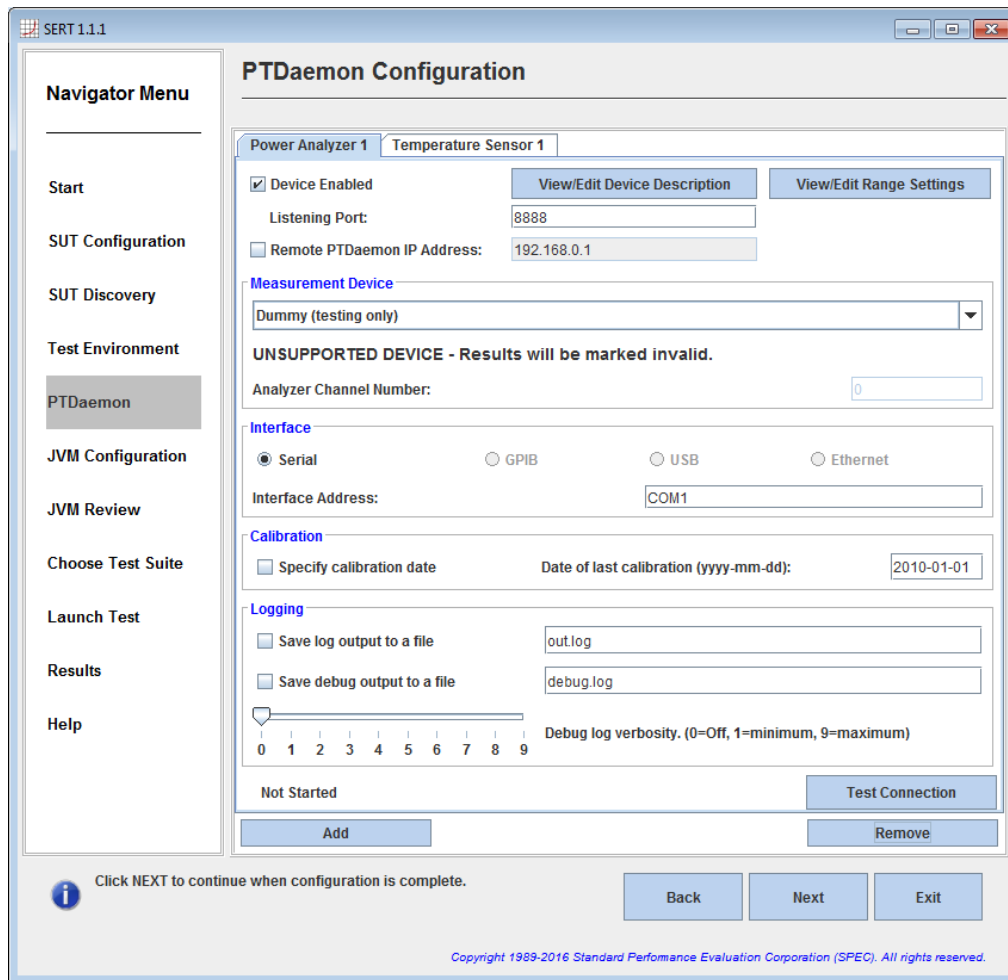 SERT 1.1.1
Navigator Menu
Start
SUT Configuration
SUT Discovery
Test Environment
PTDaemon
JVM Configuration
JVM Review
Choose Test Suite
Launch Test
Results
Help
PTDaemon Configuration
Power Analyzer 1 Temperature Sensor 1
Device Enabled View/Edit Device Description View/Edit Range Settings
Listening Port: 8888
Remote PTDaemon IP Address: 192.168.0.1
Measurement Device
Dummy (testing only)
UNSUPPORTED DEVICE - Results will be marked invalid.
Analyzer Channel Number: 0
Interface
Serial GPIB USB Ethernet
Interface Address: COM1
Calibration
Specify calibration date Date of last calibration (yyyy-mm-dd): 2010-01-01
Logging
Save log output to a file out.log
Save debug output to a file debug.log
0 1 2 3 4 5 6 7 8 9 Debug log verbosity. (0=Off, 1=minimum, 9=maximum)
Not Started Test Connection
Add Remove
i Click NEXT to continue when configuration is complete.
Back Next Exit
Copyright 1989-2016 Standard Performance Evaluation Corporation (SPEC). All rights reserved.